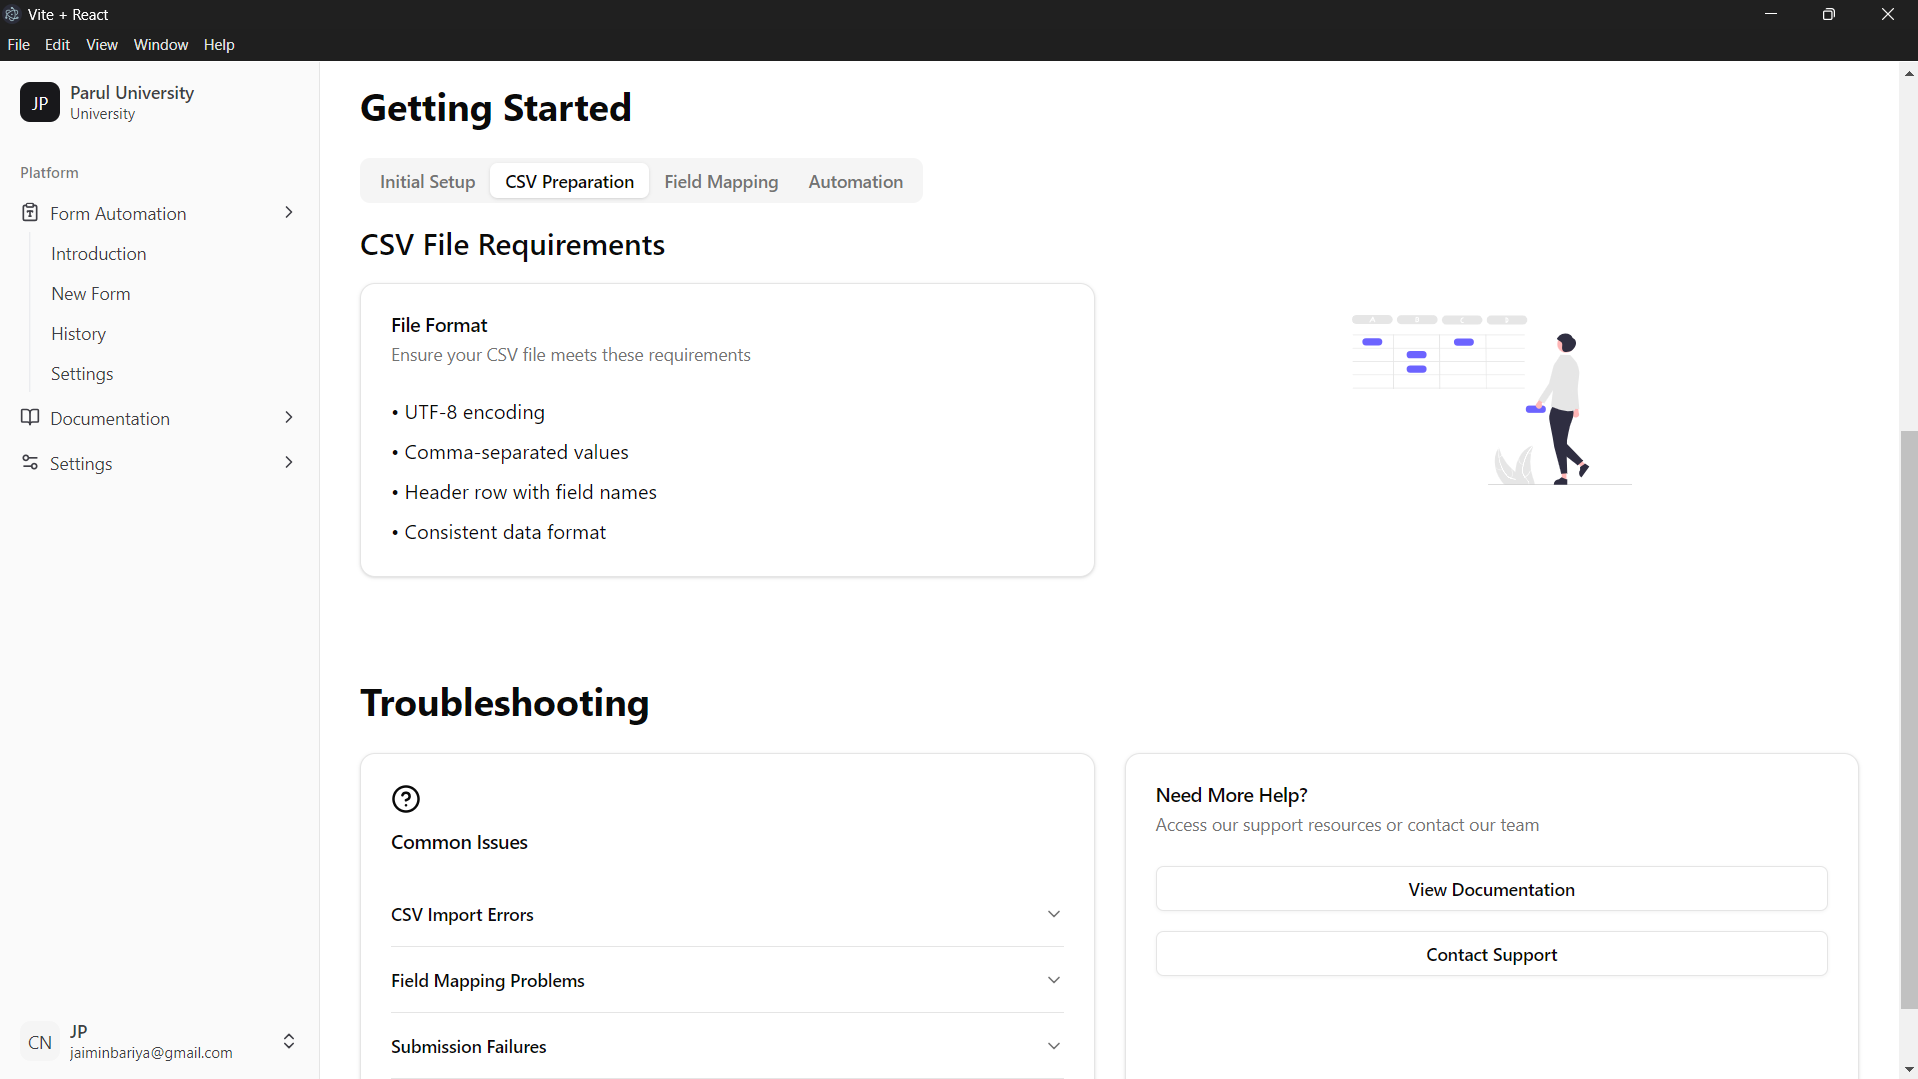 Vite + React
File Edit View Window Help
JP
Parul University
University
Platform
Form Automation
Introduction
New Form
History
Settings
Documentation
Settings
CN
JP
jaiminbariya@gmail.com
Getting Started
Initial Setup CSV Preparation Field Mapping Automation
CSV File Requirements
File Format
Ensure your CSV file meets these requirements
• UTF-8 encoding
• Comma-separated values
• Header row with field names
• Consistent data format
Troubleshooting
Common Issues
CSV Import Errors
Field Mapping Problems
Submission Failures
Need More Help?
Access our support resources or contact our team
View Documentation
Contact Support